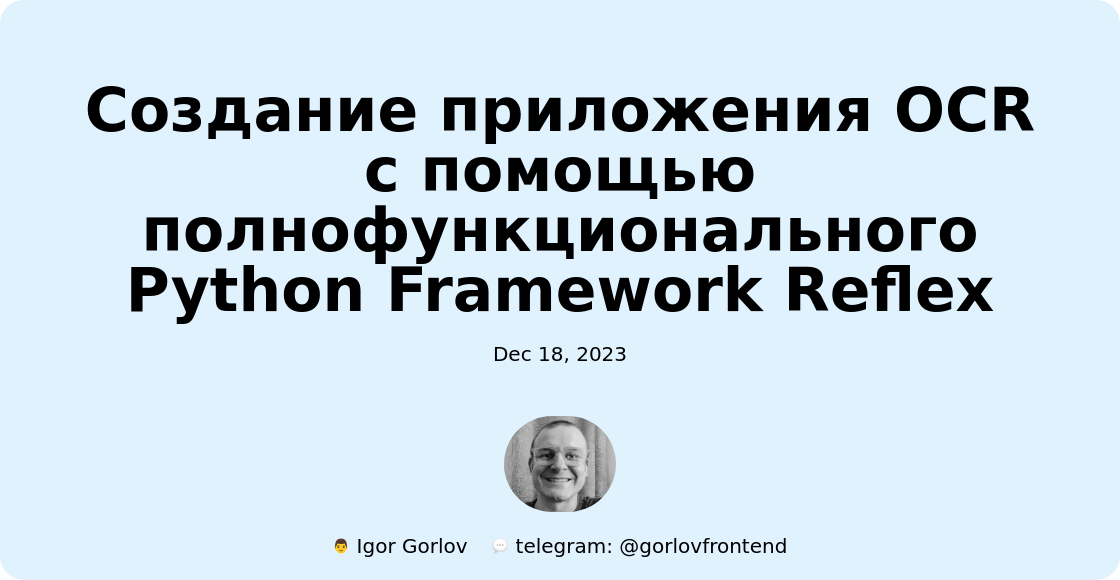 Создание приложения OCR
с помощью
полнофункционального
Python Framework Reflex
Dec 18, 2023
Igor Gorlov telegram: @gorlovfrontend